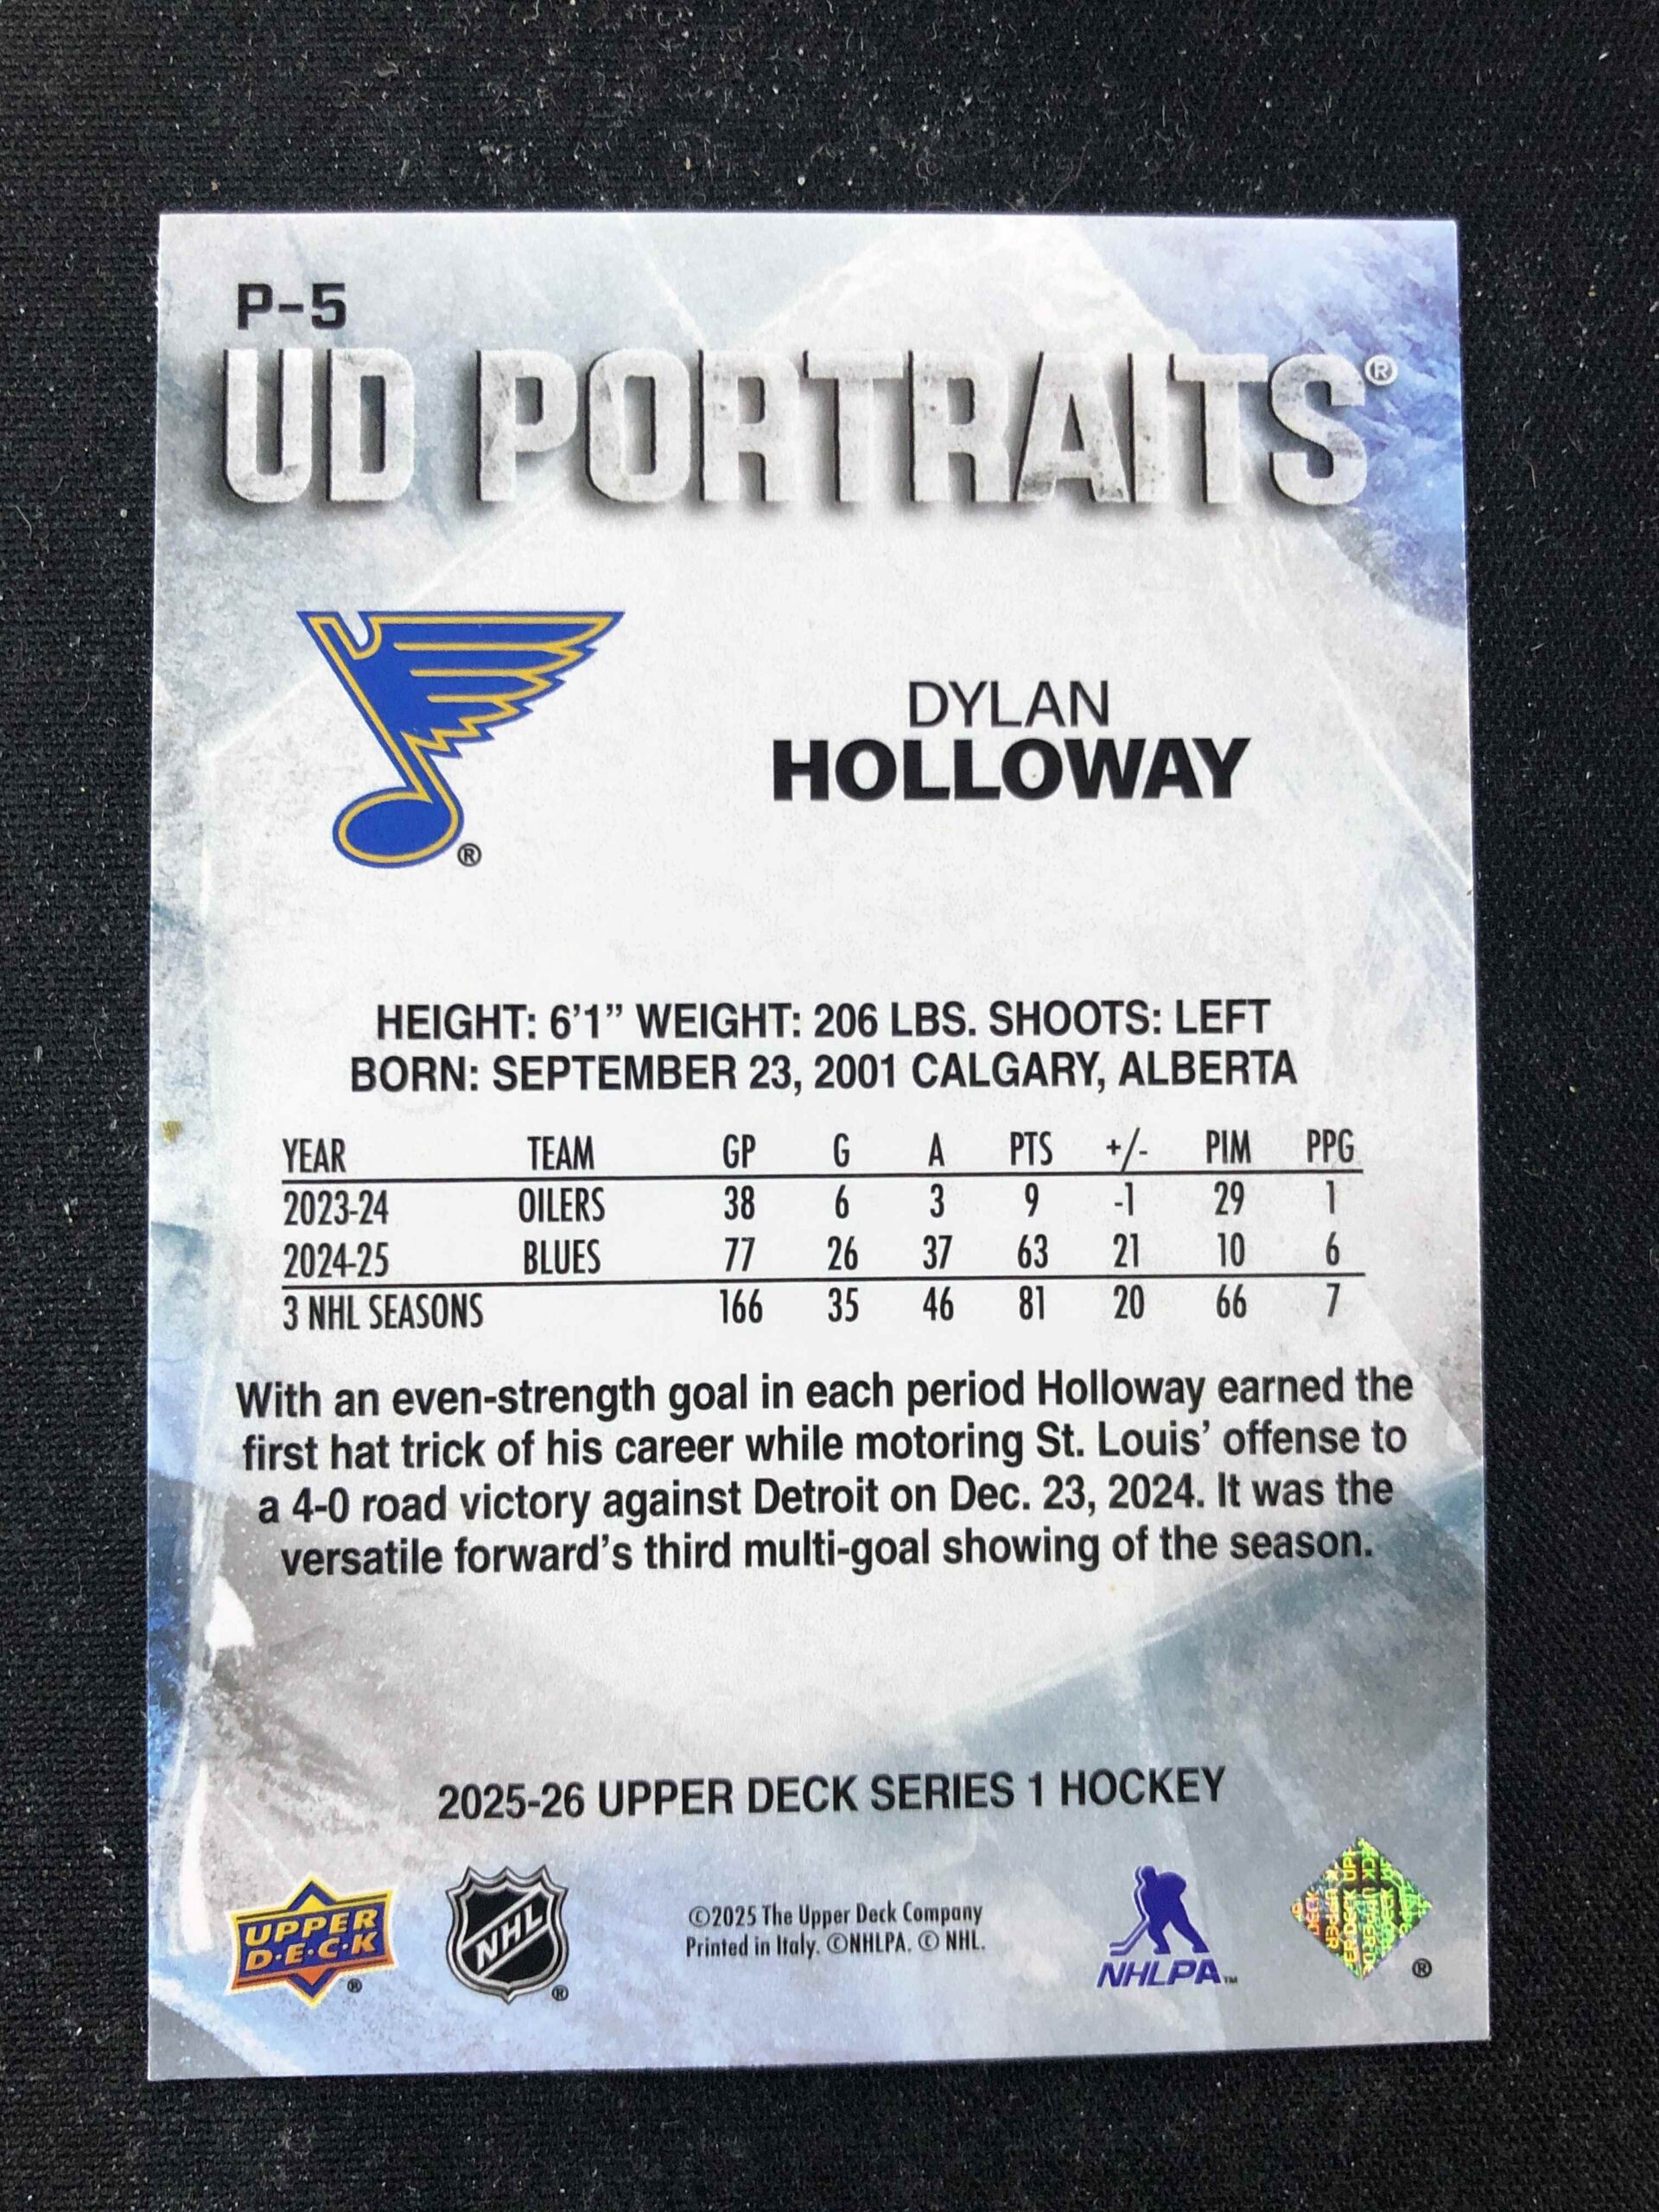 P-5
UD PORTRAITS®
®
DYLAN
HOLLOWAY
HEIGHT: 6'1” WEIGHT: 206 LBS. SHOOTS: LEFT
BORN: SEPTEMBER 23, 2001 CALGARY, ALBERTA
YEAR TEAM GP G A PTS +/- PIM PPG
2023-24 OILERS 38 6 3 9 -1 29 1
2024-25 BLUES 77 26 37 63 21 10 6
3 NHL SEASONS 166 35 46 81 20 66 7
With an even-strength goal in each period Holloway earned the
first hat trick of his career while motoring St. Louis’ offense to
a 4-0 road victory against Detroit on Dec. 23, 2024. It was the
versatile forward’s third multi-goal showing of the season.
2025-26 UPPER DECK SERIES 1 HOCKEY
UPPER
D·E·C·K
®
NHL
®
©2025 The Upper Deck Company
Printed in Italy. ©NHLPA. © NHL.
NHLPA™
®